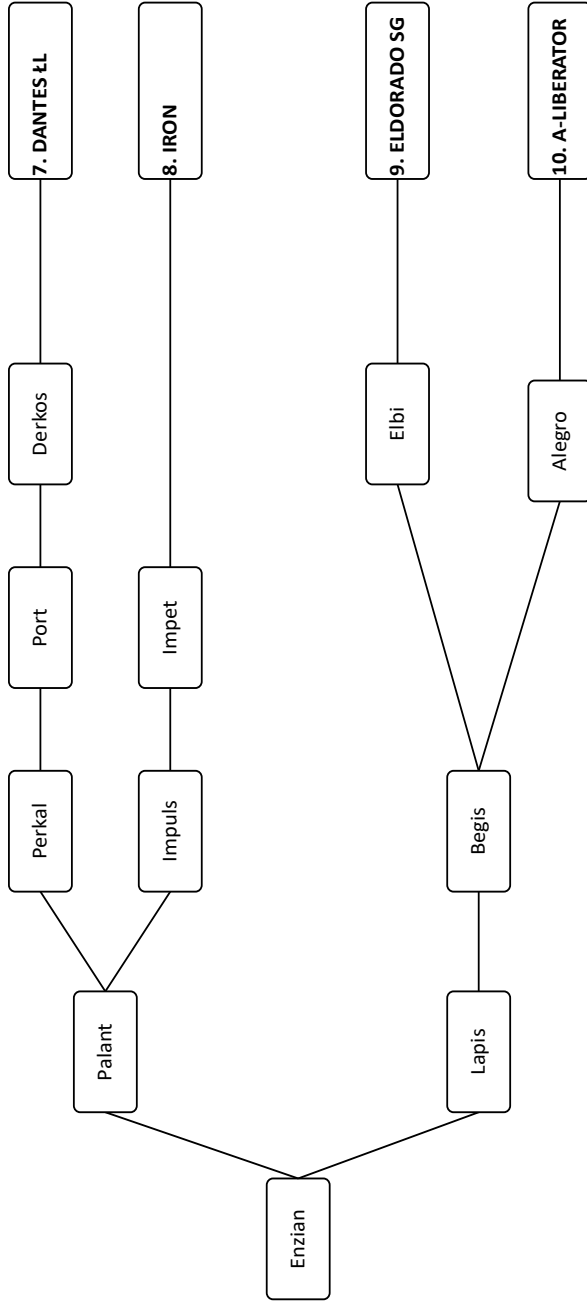 Enzian
Palant
Lapis
Perkal
Impuls
Begis
Port
Impet
Derkos
Elbi
Alegro
7. DANTES ŁL
8. IRON
9. ELDORADO SG
10. A-LIBERATOR